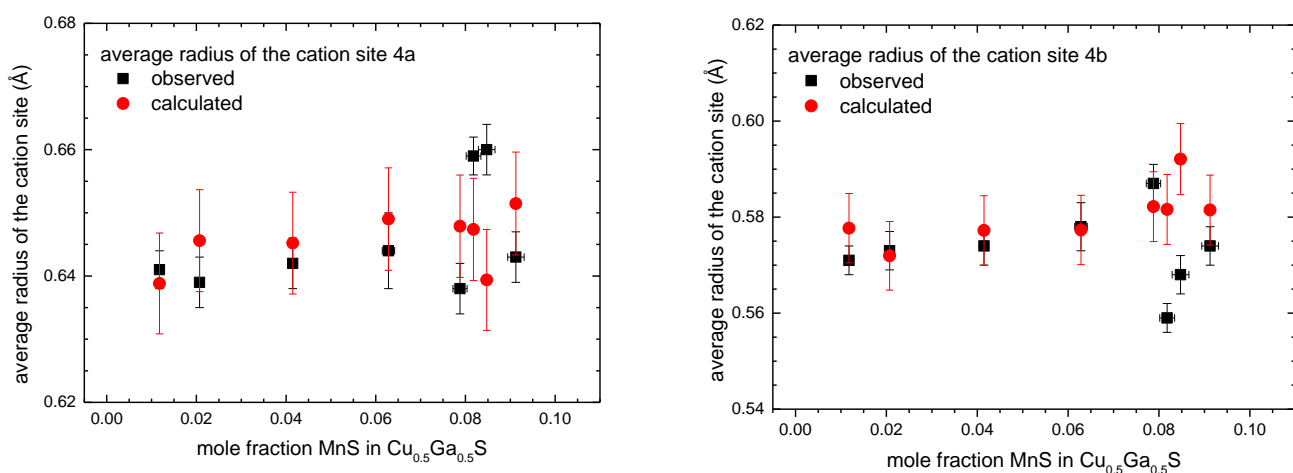 average radius of the cation site (Å)
0.68
0.66
0.64
0.62
average radius of the cation site 4a
observed
calculated
0.00 0.02 0.04 0.06 0.08 0.10
mole fraction MnS in Cu0.5Ga0.5S
average radius of the cation site (Å)
0.62
0.60
0.58
0.56
0.54
average radius of the cation site 4b
observed
calculated
0.00 0.02 0.04 0.06 0.08 0.10
mole fraction MnS in Cu0.5Ga0.5S